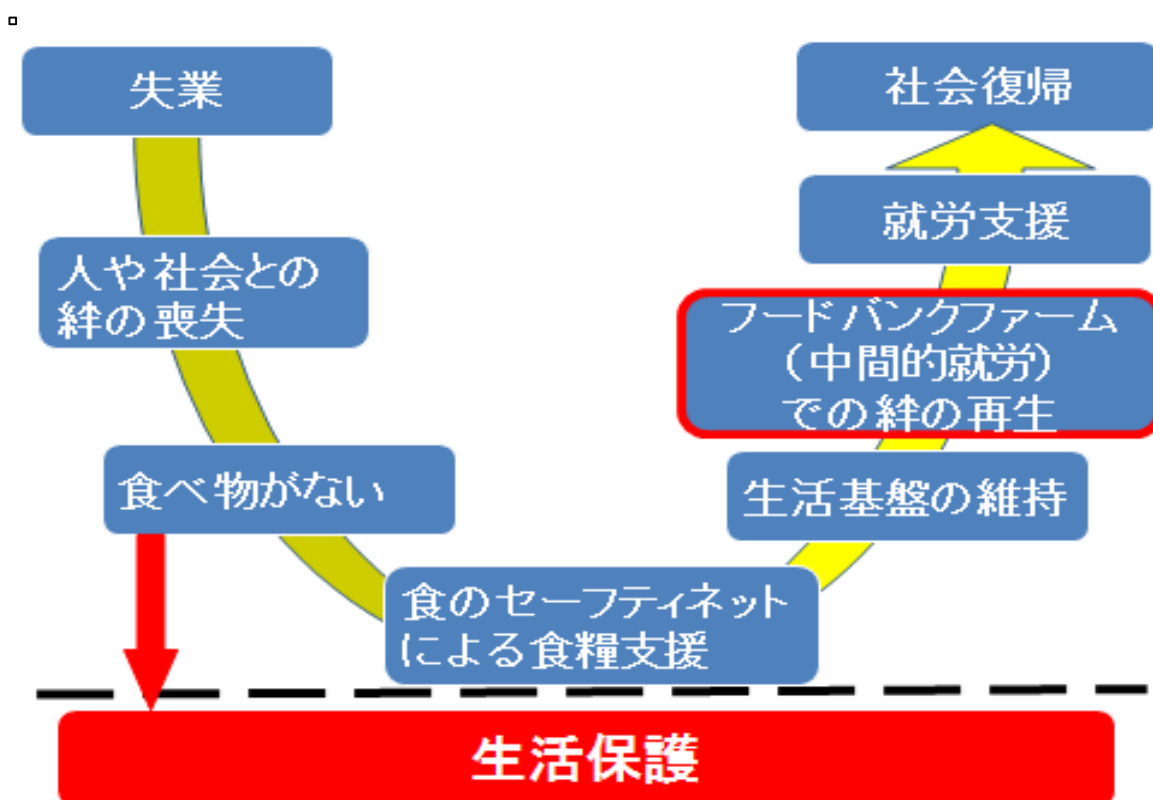 失業
人や社会との
絆の喪失
食べ物がない
食のセーフティネット
による食糧支援
生活基盤の維持
フードバンクファーム
（中間的就労）
での絆の再生
就労支援
社会復帰
生活保護